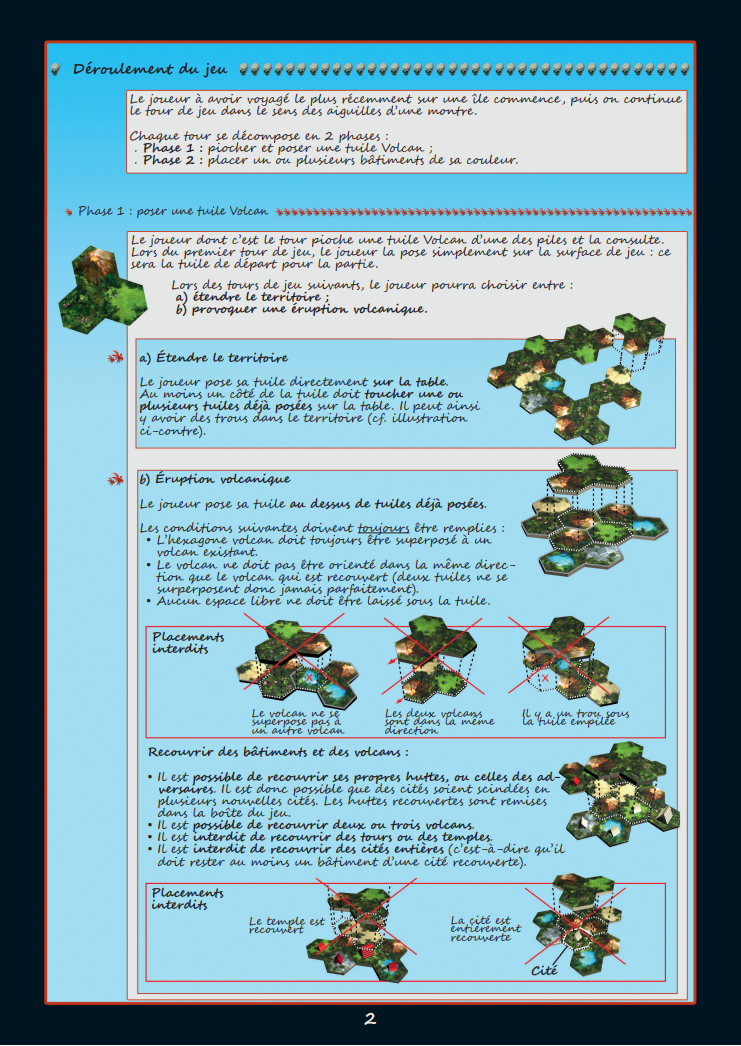 Déroulement du jeu
Le joueur à avoir voyagé le plus récemment sur une île commence, puis on continue
le tour de jeu dans le sens des aiguilles d'une montre.
Chaque tour se décompose en 2 phases :
. Phase 1 : piocher et poser une tuile Volcan ;
. Phase 2 : placer un ou plusieurs bâtiments de sa couleur.
Phase 1 : poser une tuile Volcan
Le joueur dont c'est le tour pioche une tuile Volcan d'une des piles et la consulte.
Lors du premier tour de jeu, le joueur la pose simplement sur la surface de jeu : ce
sera la tuile de départ pour la partie.
Lors des tours de jeu suivants, le joueur pourra choisir entre :
a) étendre le territoire ;
b) provoquer une éruption volcanique.
a) Étendre le territoire
Le joueur pose sa tuile directement sur la table.
Au moins un côté de la tuile doit toucher une ou
plusieurs tuiles déjà posées sur la table. Il peut ainsi
y avoir des trous dans le territoire (cf. illustration
ci-contre).
b) Éruption volcanique
Le joueur pose sa tuile au dessus de tuiles déjà posées.
Les conditions suivantes doivent toujours être remplies :
• L'hexagone volcan doit toujours être superposé à un
volcan existant.
• Le volcan ne doit pas être orienté dans la même direc-
tion que le volcan qui est recouvert (deux tuiles ne se
surperposent donc jamais parfaitement).
• Aucun espace libre ne doit être laissé sous la tuile.
Placements
interdits
Le volcan ne se
superpose pas à
un autre volcan
Les deux volcans
sont dans la même
direction
Il y a un trou sous
la tuile empilée
Recouvrir des bâtiments et des volcans :
• Il est possible de recouvrir ses propres huttes, ou celles des ad-
versaires. Il est donc possible que des cités soient scindées en
plusieurs nouvelles cités. Les huttes recouvertes sont remises
dans la boîte du jeu.
• Il est possible de recouvrir deux ou trois volcans.
• Il est interdit de recouvrir des tours ou des temples.
• Il est interdit de recouvrir des cités entières (c'est-à-dire qu'il
doit rester au moins un bâtiment d'une cité recouverte).
Placements
interdits
Le temple est
recouvert
La cité est
entièrement
recouverte
Cité
2